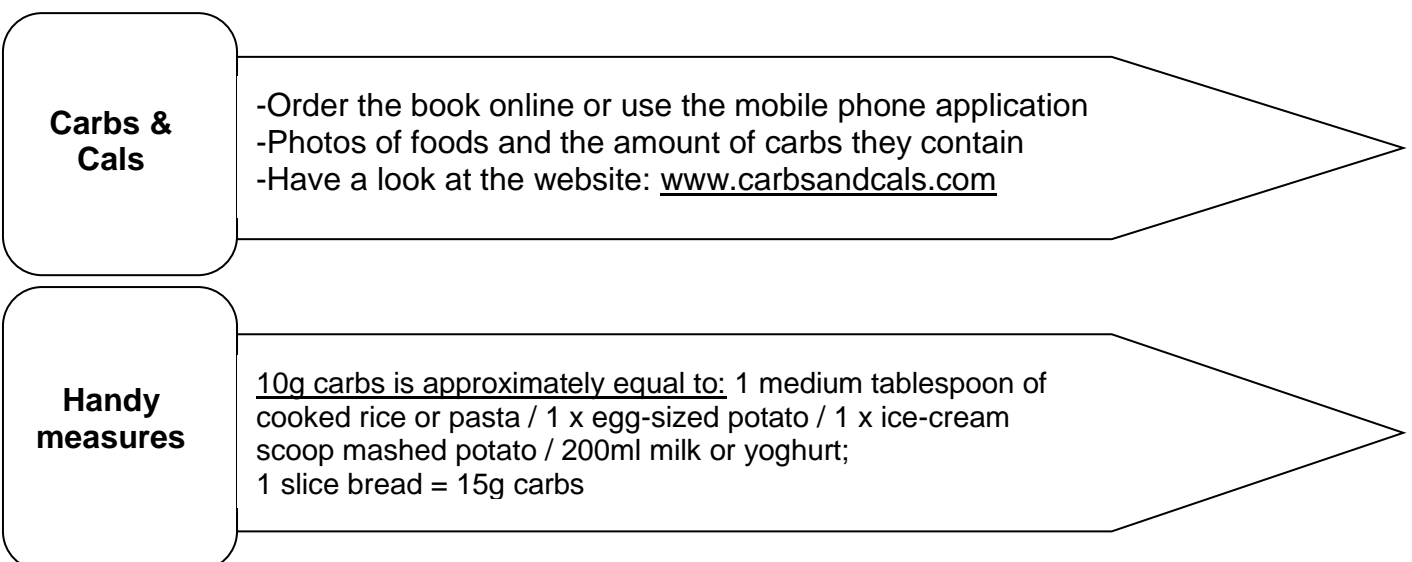 Carbs &
Cals
-Order the book online or use the mobile phone application
-Photos of foods and the amount of carbs they contain
-Have a look at the website: www.carbsandcals.com
Handy
measures
10g carbs is approximately equal to: 1 medium tablespoon of
cooked rice or pasta / 1 x egg-sized potato / 1 x ice-cream
scoop mashed potato / 200ml milk or yoghurt;
1 slice bread = 15g carbs